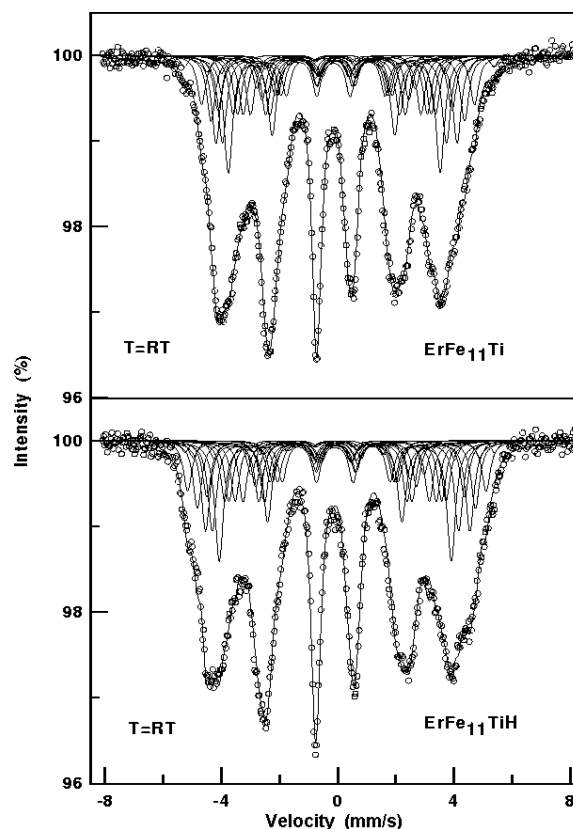 100
98
T=RT
ErFe11Ti
96
Intensity (%)
100
98
T=RT
ErFe11TiH
96
-8 -4 0 4 8
Velocity (mm/s)